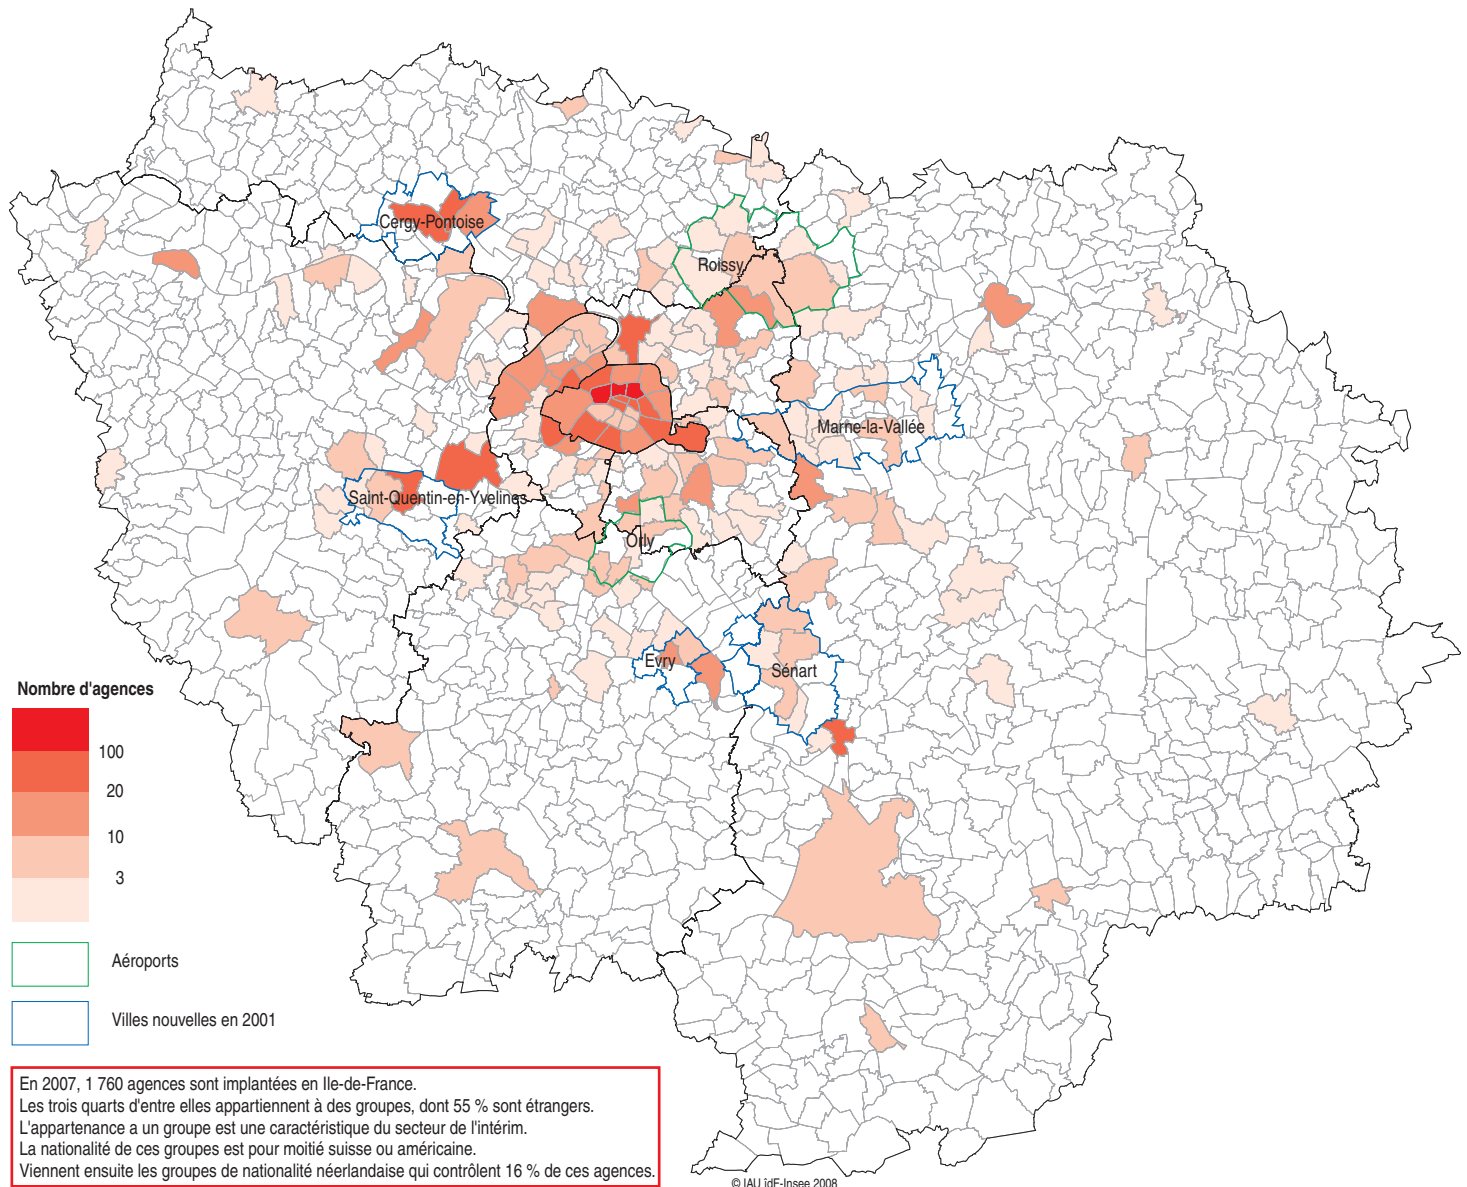 Cergy-Pontoise
Roissy
Marne-la-Vallée
Saint-Quentin-en-Yvelines
Orly
Evry
Sénart
Nombre d'agences
100
20
10
3
Aéroports
Villes nouvelles en 2001
En 2007, 1 760 agences sont implantées en Ile-de-France.
Les trois quarts d'entre elles appartiennent à des groupes, dont 55 % sont étrangers.
L'appartenance a un groupe est une caractéristique du secteur de l'intérim.
La nationalité de ces groupes est pour moitié suisse ou américaine.
Viennent ensuite les groupes de nationalité néerlandaise qui contrôlent 16 % de ces agences.
© IAU îdF-Insee 2008